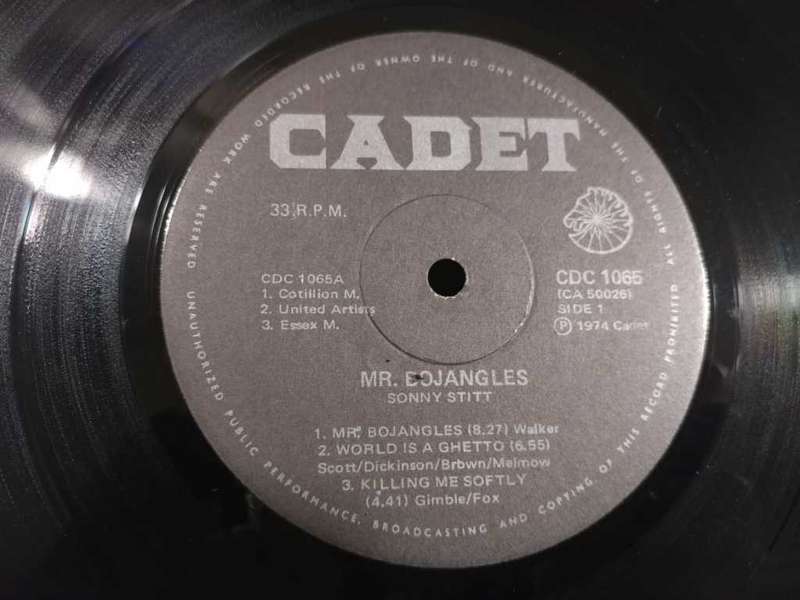 CADET
33 R.P.M.
CDC 1065A
1. Cotillion M.
2. United Artists
3. Essex M.
CDC 1065
(CA 50026)
SIDE 1
Ⓟ 1974 Cadet
MR. BOJANGLES
SONNY STITT
1. MR. BOJANGLES (8.27) Walker
2. WORLD IS A GHETTO (6.55)
Scott/Dickinson/Brbwn/Melmow
3. KILLING ME SOFTLY
(4.41) Gimble/Fox
ALL RIGHTS OF THE MANUFACTURER AND OF THE OWNER OF THE RECORDED WORK ARE RESERVED UNAUTHORIZED PUBLIC PERFORMANCE, BROADCASTING AND COPYING OF THIS RECORD PROHIBITED